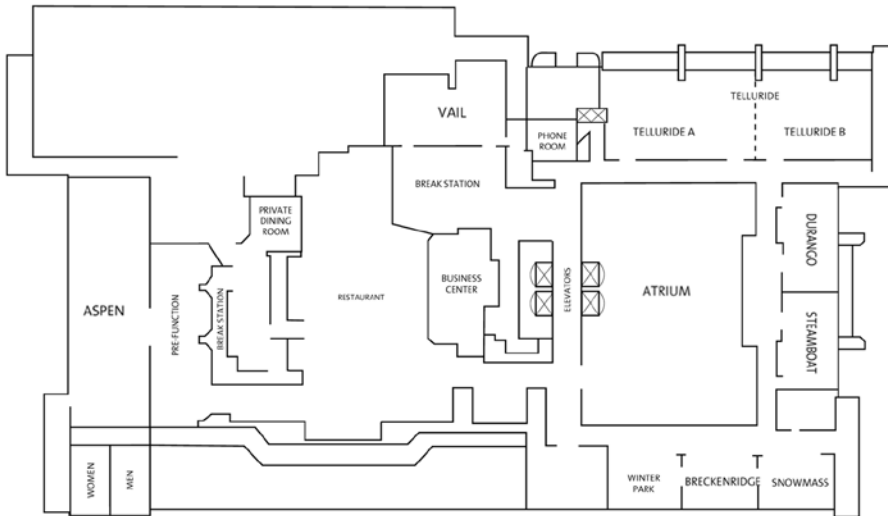 TELLURIDE
VAIL
TELLURIDE A
TELLURIDE B
PHONE
ROOM
BREAK STATION
PRIVATE
DINING
ROOM
DURANGO
ASPEN
PRE-FUNCTION
BREAK STATION
RESTAURANT
BUSINESS
CENTER
ELEVATORS
ATRIUM
STEAMBOAT
WOMEN
MEN
WINTER
PARK
BRECKENRIDGE
SNOWMASS